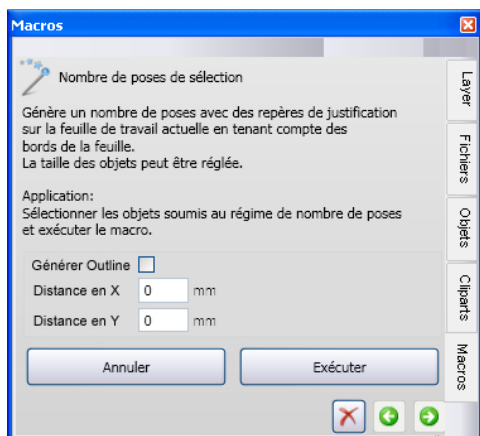 Macros
Nombre de poses de sélection
Génère un nombre de poses avec des repères de justification
sur la feuille de travail actuelle en tenant compte des
bords de la feuille.
La taille des objets peut être réglée.
Application:
Sélectionner les objets soumis au régime de nombre de poses
et exécuter le macro.
Générer Outline
Distance en X 0 mm
Distance en Y 0 mm
Annuler Exécuter
Layer
Fichiers
Objets
Cliparts
Macros